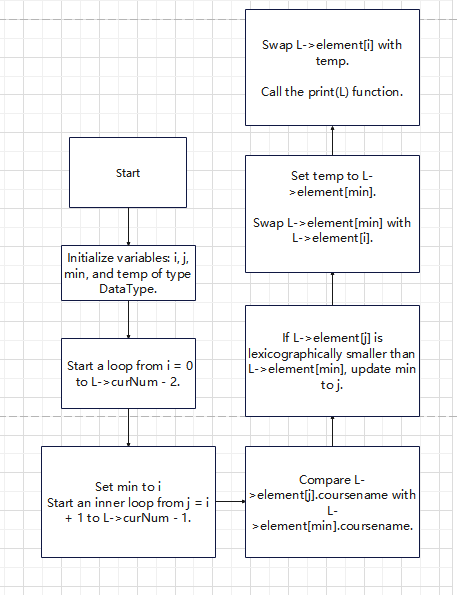 Start
Initialize variables: i, j,
min, and temp of type
DataType.
Start a loop from i = 0
to L->curNum - 2.
Set min to i
Start an inner loop from j = i
+ 1 to L->curNum - 1.
Compare L-
>element[j].coursename with
L-
>element[min].coursename.
If L->element[j] is
lexicographically smaller than
L->element[min], update min
to j.
Set temp to L-
>element[min].
Swap L->element[min] with
L->element[i].
Swap L->element[i] with
temp.
Call the print(L) function.